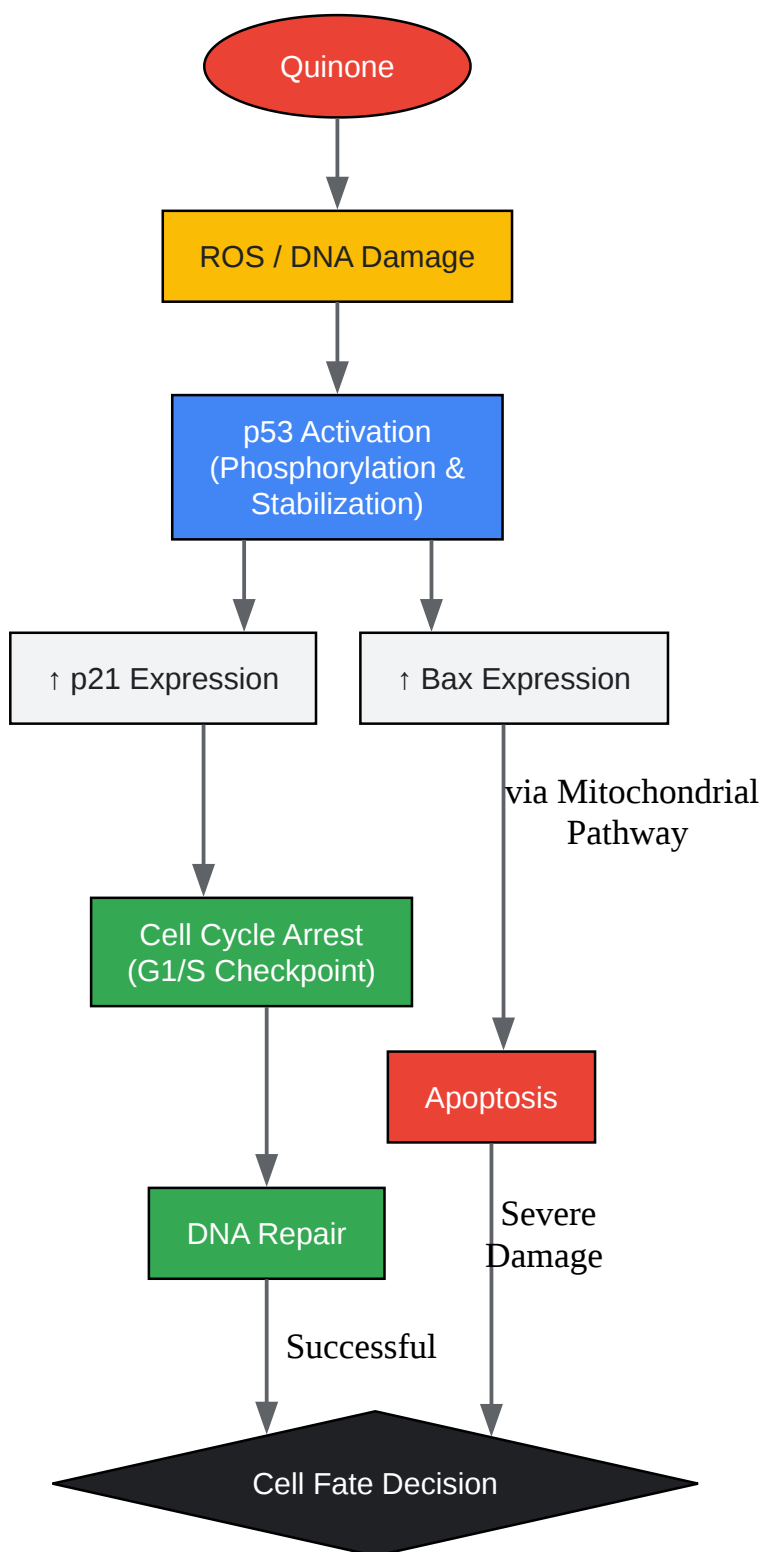 Quinone
ROS / DNA Damage
p53 Activation
(Phosphorylation &
Stabilization)
↑ p21 Expression
↑ Bax Expression
via Mitochondrial
Pathway
Cell Cycle Arrest
(G1/S Checkpoint)
Apoptosis
DNA Repair
Severe
Damage
Successful
Cell Fate Decision